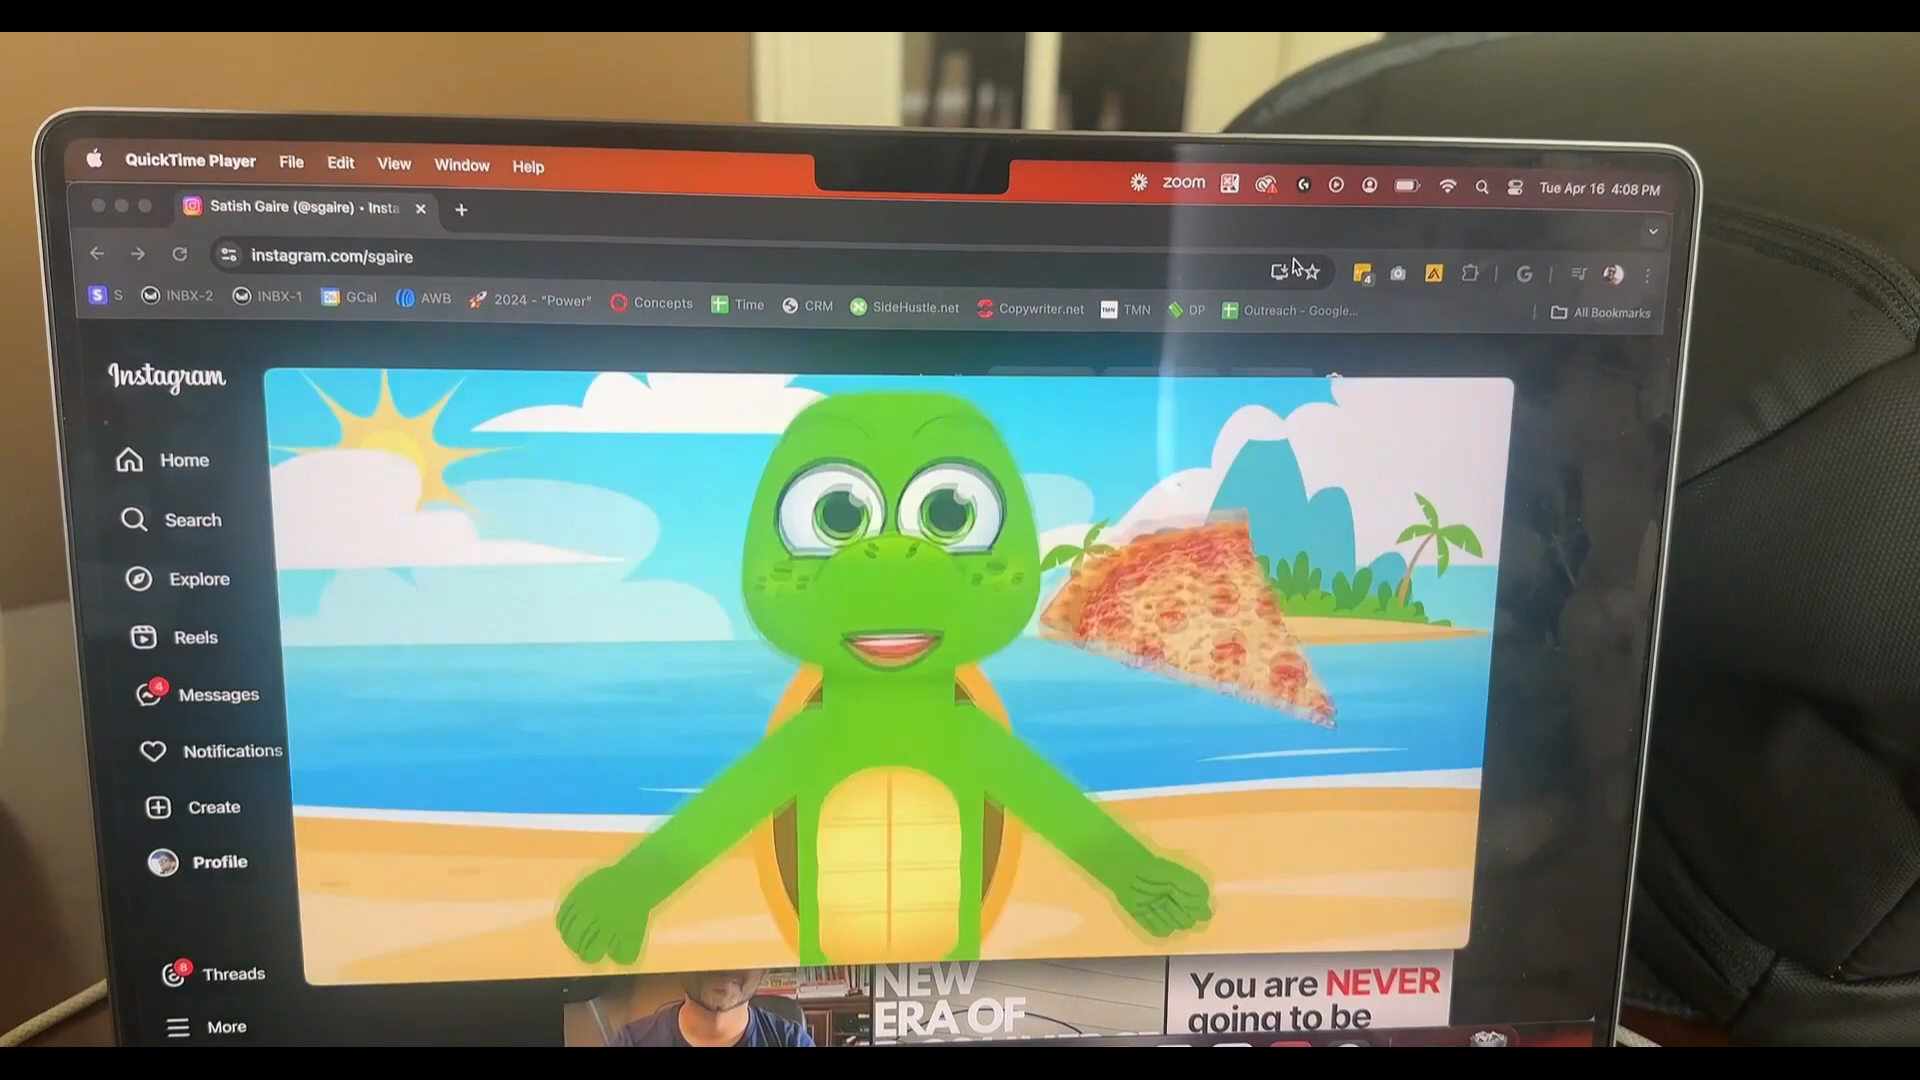 QuickTime Player File Edit View Window Help
zoom
Tue Apr 16 4:08 PM
Satish Gaire (@sgaire) • Insta
instagram.com/sgaire
4
S
INBX-2
INBX-1
GCal
AWB
2024 - "Power"
Concepts
Time
CRM
SideHustle.net
Copywriter.net
TMN
TMN
DP
Outreach - Google...
All Bookmarks
Instagram
Home
Search
Explore
Reels
4
Messages
Notifications
Create
Profile
8
Threads
More
NEW
ERA OF
You are NEVER
going to be